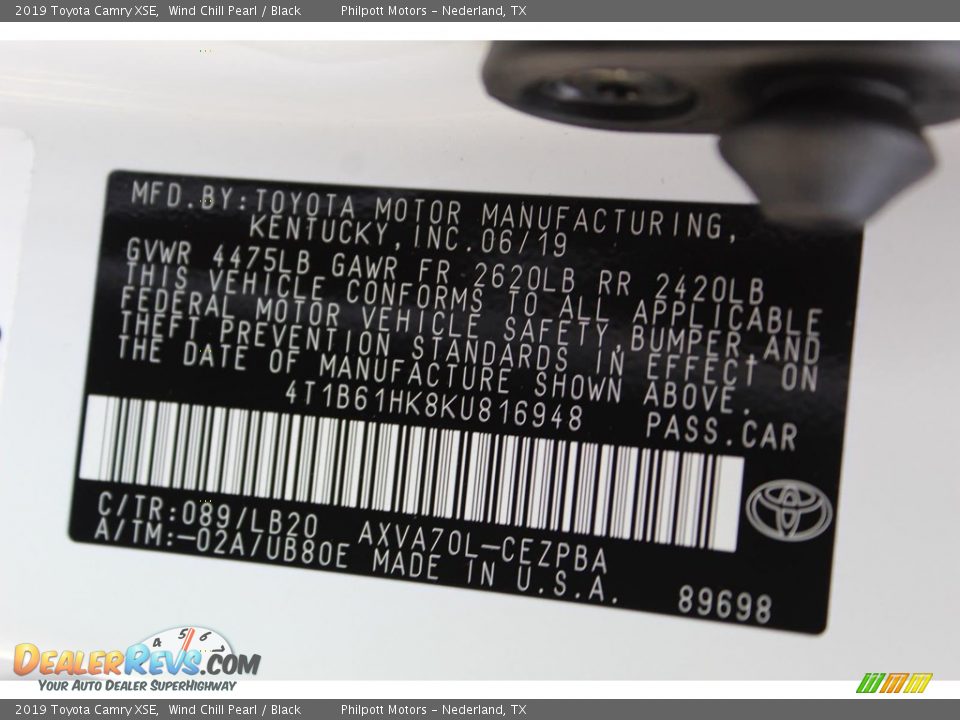 2019 Toyota Camry XSE, Wind Chill Pearl / Black Philpott Motors - Nederland, TX
MFD.BY:TOYOTA MOTOR MANUFACTURING,
KENTUCKY,INC.06/19
GVWR 4475LB GAWR FR 2620LB RR 2420LB
THIS VEHICLE CONFORMS TO ALL APPLICABLE
FEDERAL MOTOR VEHICLE SAFETY,BUMPER,AND
THEFT PREVENTION STANDARDS IN EFFECT ON
THE DATE OF MANUFACTURE SHOWN ABOVE.
4T1B61HK8KU816948 PASS.CAR
C/TR:089/LB20 AXVA70L-CEZPBA
A/TM:-02A/UB80E MADE IN U.S.A.
89698
4 5 6
DEALERREVS.COM
YOUR AUTO DEALER SUPERHIGHWAY
2019 Toyota Camry XSE, Wind Chill Pearl / Black Philpott Motors - Nederland, TX